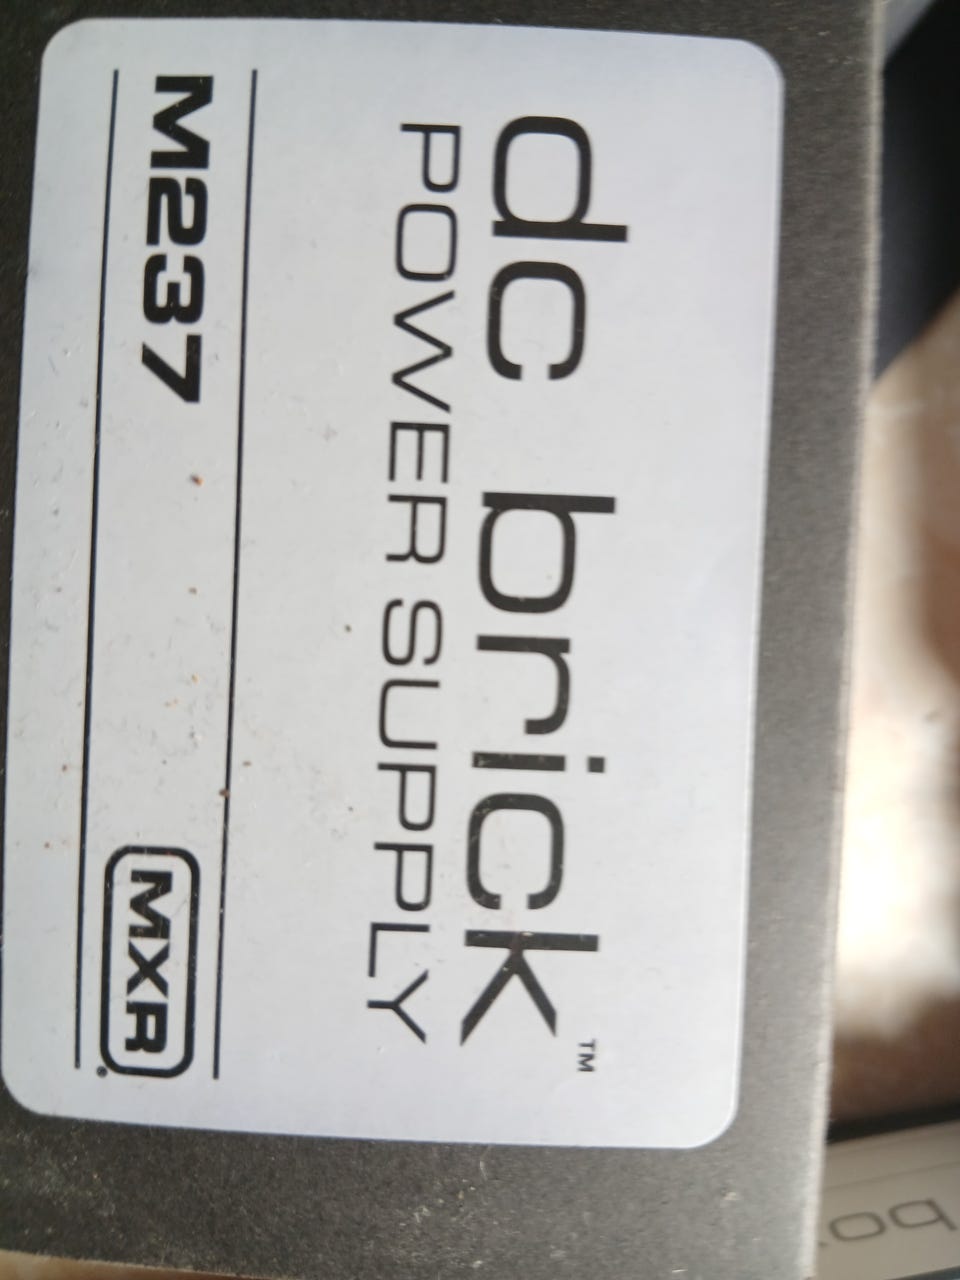 dc brick™
POWER SUPPLY
M237 MXR®